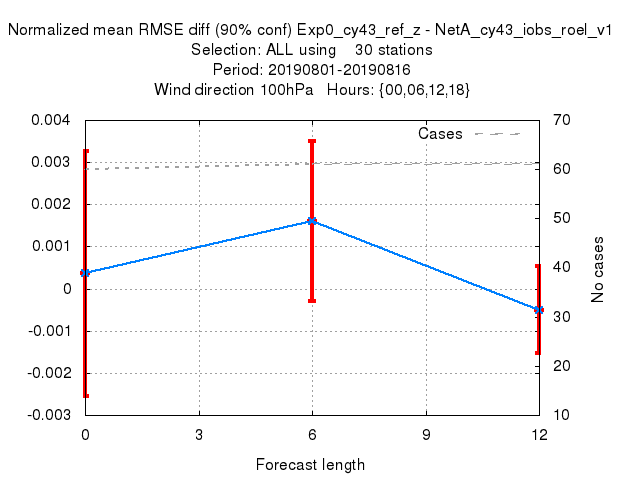 Normalized mean RMSE diff (90% conf) Exp0_cy43_ref_z - NetA_cy43_iobs_roel_v1
Selection: ALL using 30 stations
Period: 20190801-20190816
Wind direction 100hPa Hours: {00,06,12,18}
Cases
0.004
0.003
0.002
0.001
0
-0.001
-0.002
-0.003
70
60
50
40
30
20
10
No cases
0 3 6 9 12
Forecast length